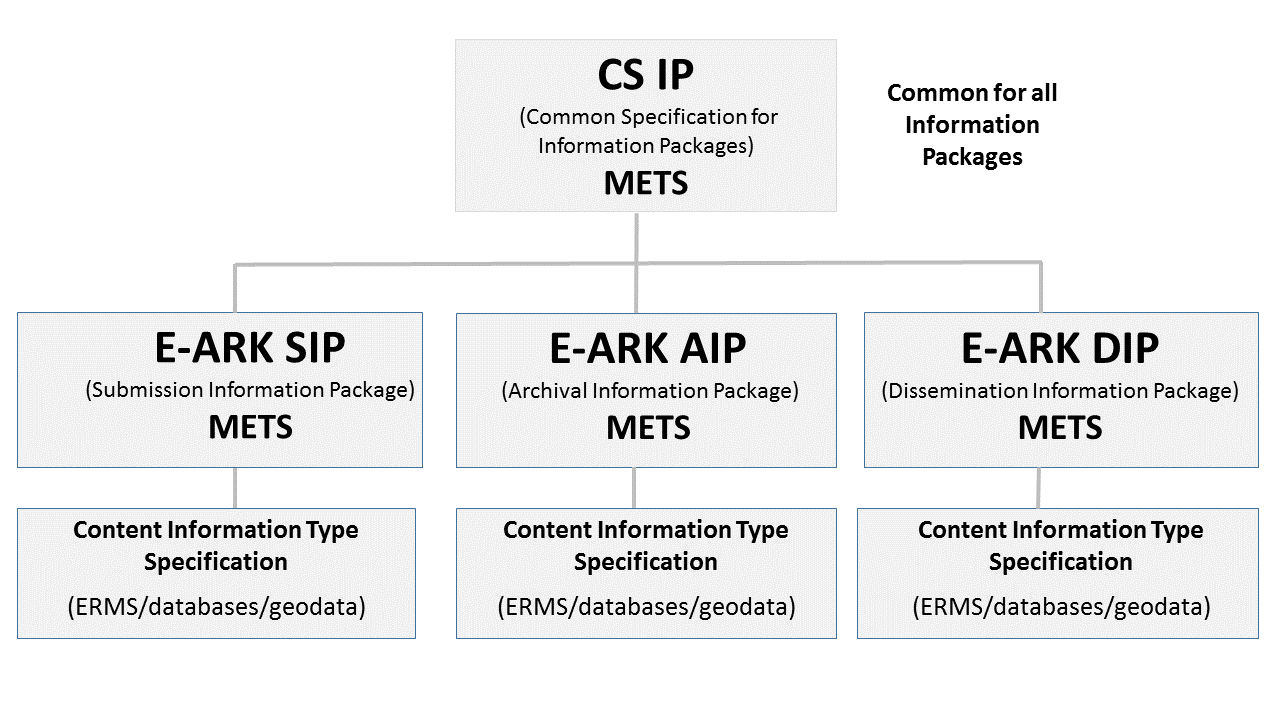 CS IP
(Common Specification for
Information Packages)
METS
Common for all
Information
Packages
E-ARK SIP
(Submission Information Package)
METS
E-ARK AIP
(Archival Information Package)
METS
E-ARK DIP
(Dissemination Information Package)
METS
Content Information Type
Specification
(ERMS/databases/geodata)
Content Information Type
Specification
(ERMS/databases/geodata)
Content Information Type
Specification
(ERMS/databases/geodata)